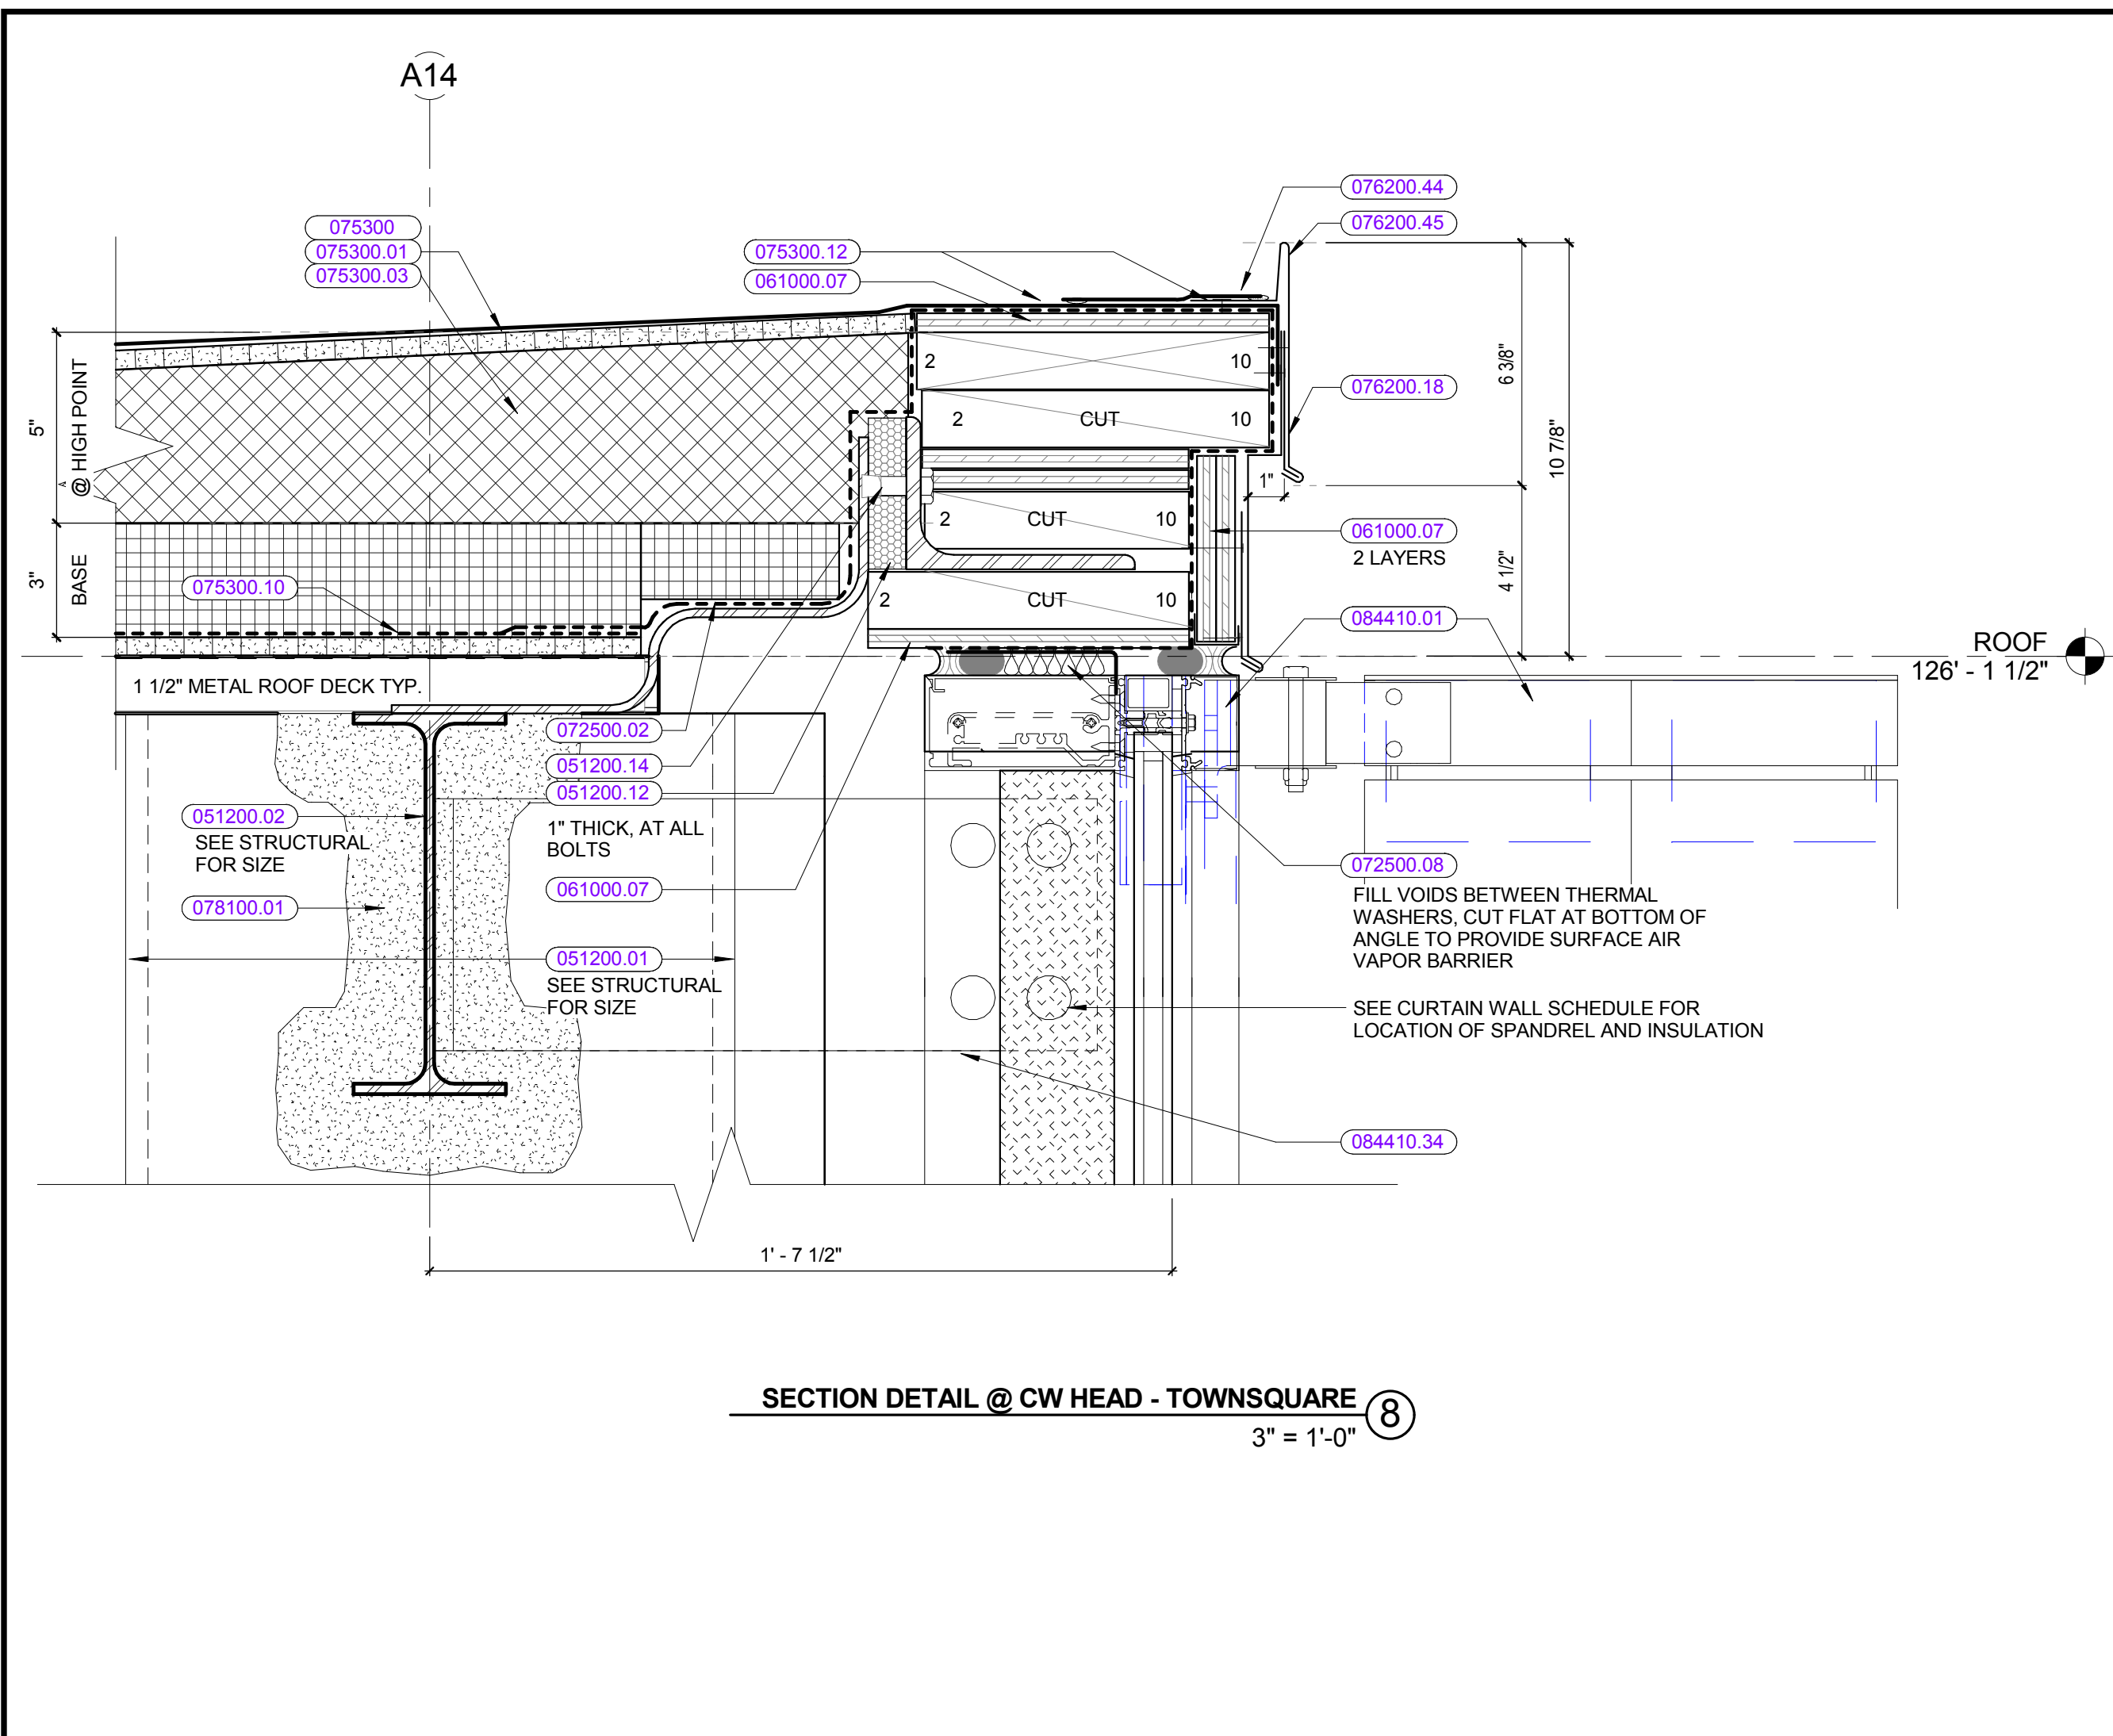 A14
076200.44
076200.45
075300
075300.01
075300.03
075300.12
061000.07
2 10
6 3/8"
076200.18
2 CUT 10
10 7/8"
5"
@ HIGH POINT
A
1"
2 CUT 10
061000.07
2 LAYERS
4 1/2"
3"
BASE
075300.10
2 CUT 10
084410.01
ROOF
126' - 1 1/2"
1 1/2" METAL ROOF DECK TYP.
072500.02
051200.14
051200.12
1" THICK, AT ALL
BOLTS
051200.02
SEE STRUCTURAL
FOR SIZE
072500.08
FILL VOIDS BETWEEN THERMAL
WASHERS, CUT FLAT AT BOTTOM OF
ANGLE TO PROVIDE SURFACE AIR
VAPOR BARRIER
061000.07
078100.01
051200.01
SEE STRUCTURAL
FOR SIZE
SEE CURTAIN WALL SCHEDULE FOR
LOCATION OF SPANDREL AND INSULATION
084410.34
1' - 7 1/2"
SECTION DETAIL @ CW HEAD - TOWNSQUARE
8
3" = 1'-0"